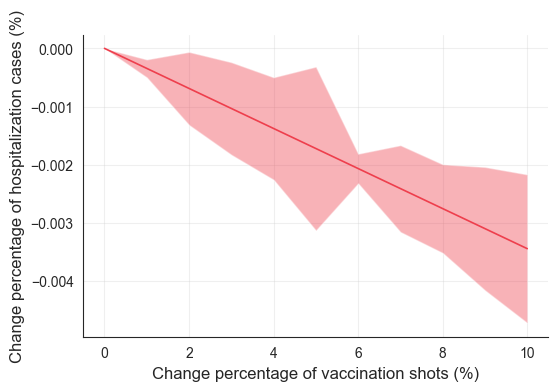 Change percentage of hospitalization cases (%)
0.000
−0.001
−0.002
−0.003
−0.004
0 2 4 6 8 10
Change percentage of vaccination shots (%)